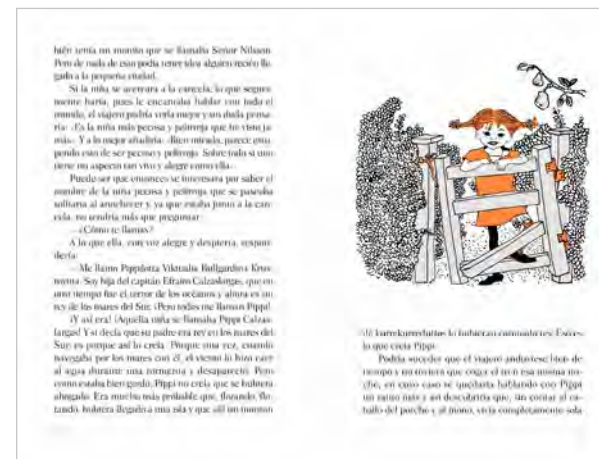 bién tenía un monito que se llamaba Señor Nilsson.
Pero de nada de eso podía tener idea alguien recién lle-
gado a la pequeña ciudad.
Si la niña se acercara a la cancela, lo que segura-
mente haría, pues le encantaba hablar con todo el
mundo, el viajero podría verla mejor y sin duda pensa-
ría: «Es la niña más pecosa y pelirroja que he visto ja-
más». Y a lo mejor añadiría: «Bien mirado, parece estu-
pendo eso de ser pecoso y pelirrojo. Sobre todo si uno
tiene un aspecto tan vivo y alegre como ella».
Puede ser que entonces se interesara por saber el
nombre de la niña pecosa y pelirroja que se paseaba
solitaria al anochecer y, ya que estaba junto a la can-
cela, no tendría más que preguntar:
—¿Cómo te llamas?
A lo que ella, con voz alegre y despierta, respon-
dería:
—Me llamo Pippilotta Viktualia Rullgardina Krus-
mynta. Soy hija del capitán Efraim Calzaslargas, que en
otro tiempo fue el terror de los océanos y ahora es un
rey de los mares del Sur. ¡Pero todos me llaman Pippi!
¡Y así era! ¡Aquella niña se llamaba Pippi Calzas-
largas! Y si decía que su padre era rey en los mares del
Sur, es porque así lo creía. Porque una vez, cuando
navegaba por los mares con él, el viento lo hizo caer
al agua durante una tormenta y desapareció. Pero
como estaba bien gordo, Pippi no creía que se hubiera
ahogado. Era mucho más probable que, flotando, flo-
tando, hubiera llegado a una isla y que allí un montón
de kurrekurredutos lo hubieran coronado rey. Eso es
lo que creía Pippi.
Podría suceder que el viajero anduviese bien de
tiempo y no tuviera que coger el tren esa misma no-
che, en cuyo caso se quedaría hablando con Pippi
un ratito más y así descubriría que, sin contar al ca-
ballo del porche y al mono, vivía completamente sola